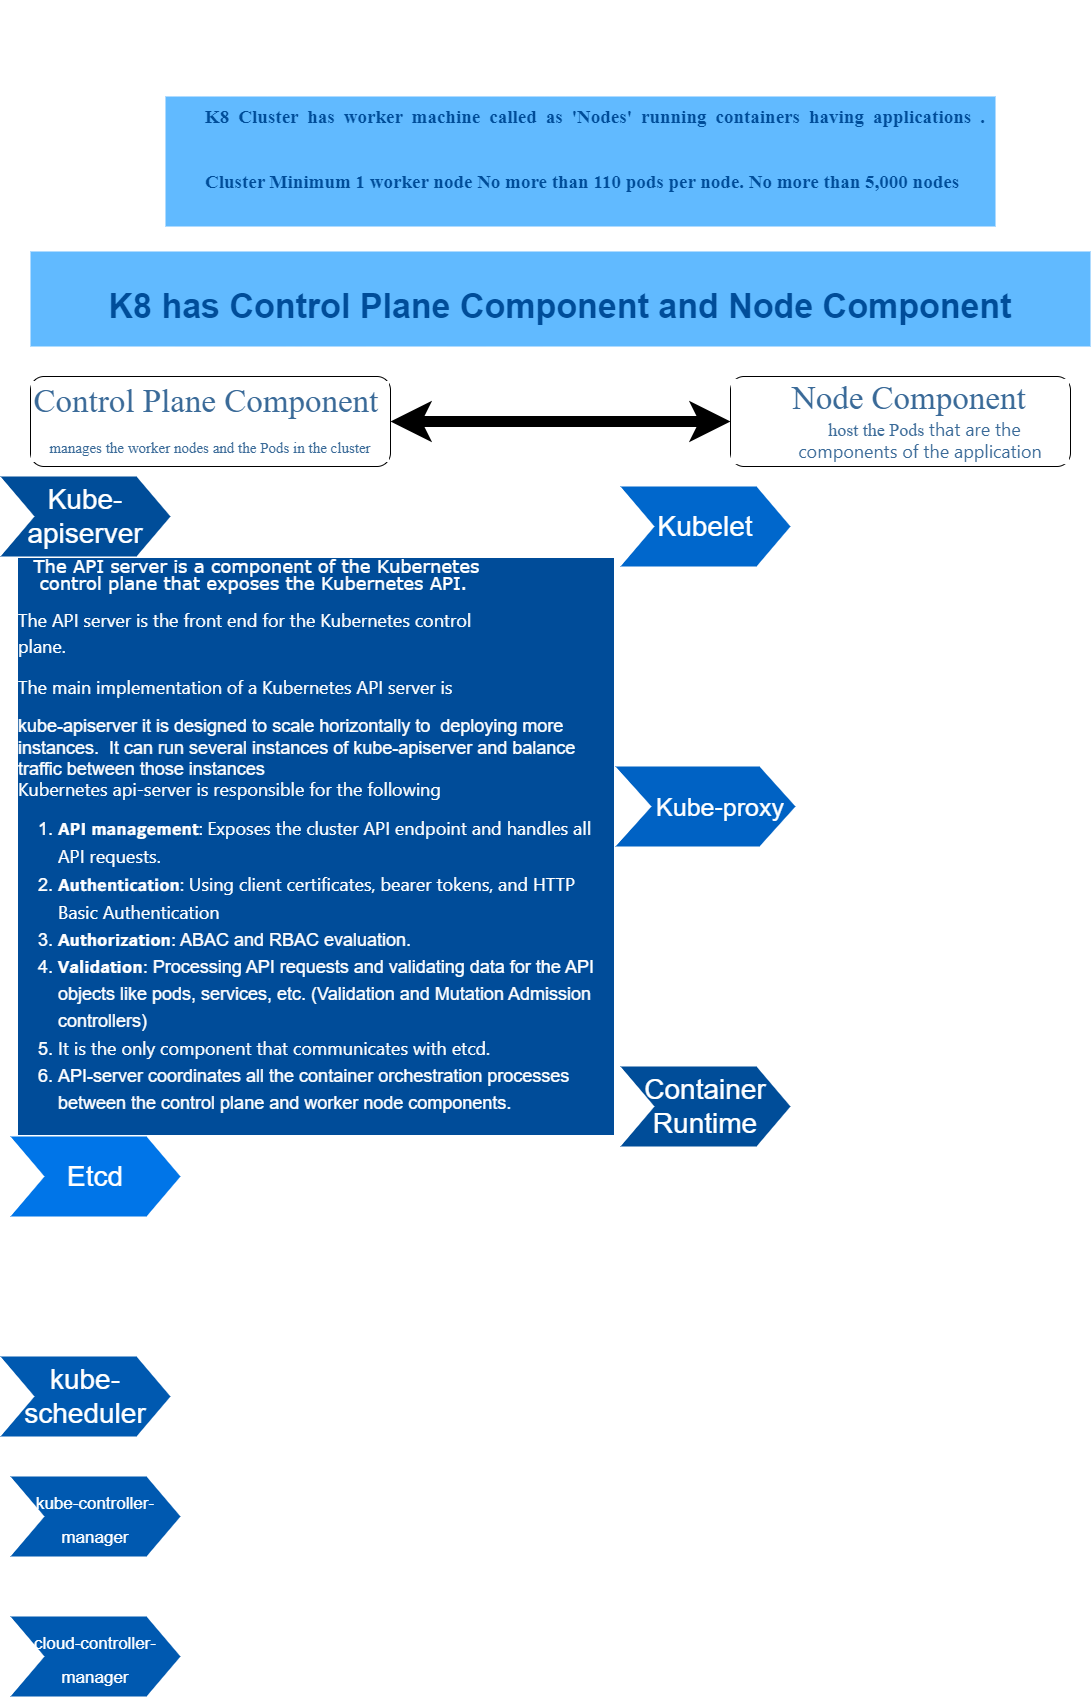 K8 Cluster has worker machine called as 'Nodes' running containers having applications .
Cluster Minimum 1 worker node No more than 110 pods per node. No more than 5,000 nodes
K8 has Control Plane Component and Node Component
Control Plane Component
manages the worker nodes and the Pods in the cluster
Node Component
host the Pods that are the
components of the application
Kube-
apiserver
The API server is a component of the Kubernetes
control plane that exposes the Kubernetes API.
The API server is the front end for the Kubernetes control
plane.
The main implementation of a Kubernetes API server is
kube-apiserver it is designed to scale horizontally to  deploying more
instances.  It can run several instances of kube-apiserver and balance
traffic between those instances
Kubernetes api-server is responsible for the following
1. API management: Exposes the cluster API endpoint and handles all
API requests.
2. Authentication: Using client certificates, bearer tokens, and HTTP
Basic Authentication
3. Authorization: ABAC and RBAC evaluation.
4. Validation: Processing API requests and validating data for the API
objects like pods, services, etc. (Validation and Mutation Admission
controllers)
5. It is the only component that communicates with etcd.
6. API-server coordinates all the container orchestration processes
between the control plane and worker node components.
Etcd
kube-
scheduler
kube-controller-
manager
cloud-controller-
manager
Kubelet
Kube-proxy
Container
Runtime